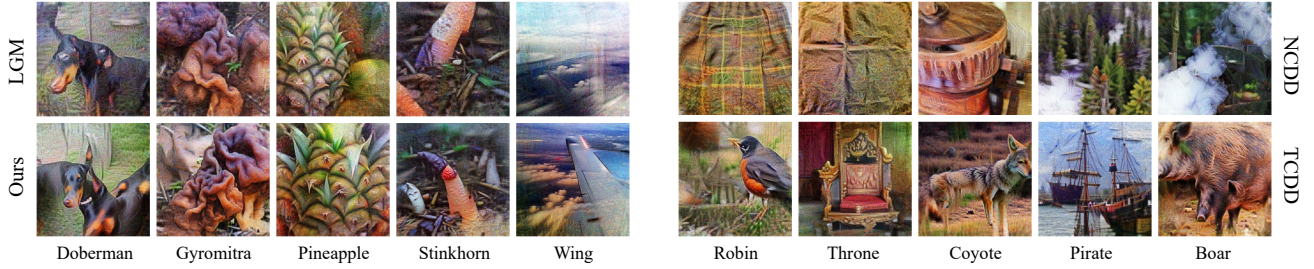 LGM
NCDD
Ours
TCDD
Doberman Gyromitra Pineapple Stinkhorn Wing Robin Throne Coyote Pirate Boar